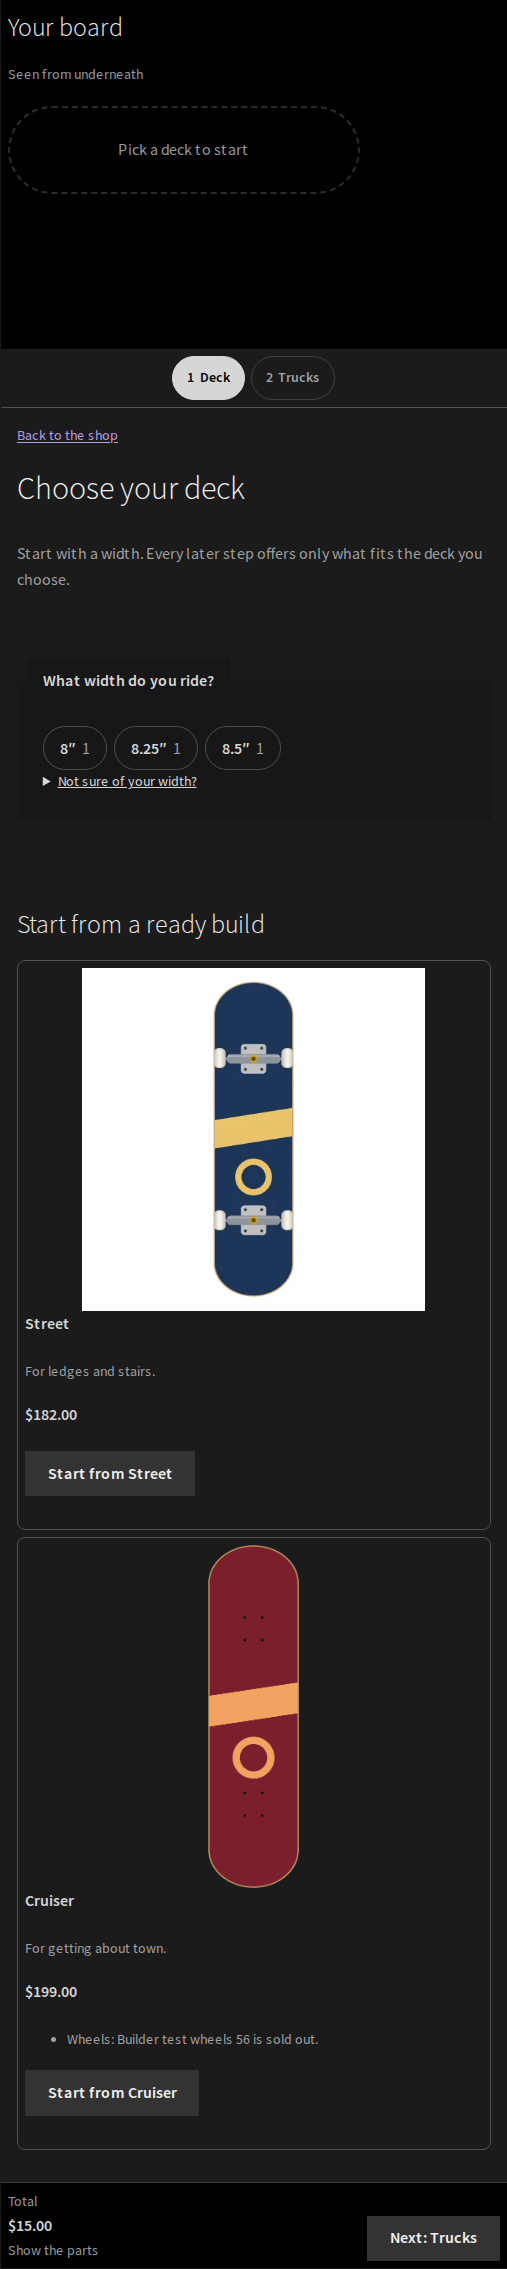 Your board
Seen from underneath
Pick a deck to start
1 Deck
2 Trucks
Back to the shop
Choose your deck
Start with a width. Every later step offers only what fits the deck you
choose.
What width do you ride?
8″ 1
8.25″ 1
8.5″ 1
Not sure of your width?
Start from a ready build
Street
For ledges and stairs.
$182.00
Start from Street
Cruiser
For getting about town.
$199.00
Wheels: Builder test wheels 56 is sold out.
Start from Cruiser
Total
$15.00
Show the parts
Next: Trucks